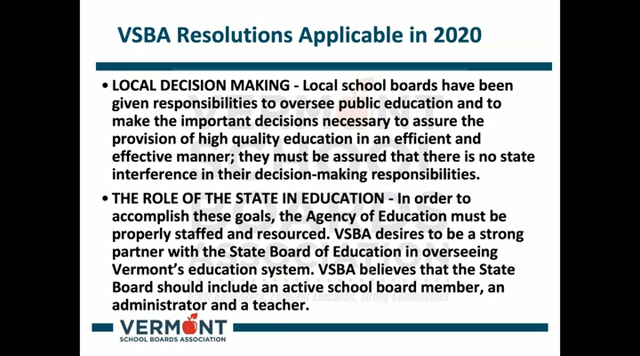 VSBA Resolutions Applicable in 2020
• LOCAL DECISION MAKING - Local school boards have been
given responsibilities to oversee public education and to
make the important decisions necessary to assure the
provision of high quality education in an efficient and
effective manner; they must be assured that there is no state
interference in their decision-making responsibilities.
• THE ROLE OF THE STATE IN EDUCATION - In order to
accomplish these goals, the Agency of Education must be
properly staffed and resourced. VSBA desires to be a strong
partner with the State Board of Education in overseeing
Vermont's education system. VSBA believes that the State
Board should include an active school board member, an
administrator and a teacher.
VERMONT
SCHOOL BOARDS ASSOCIATION